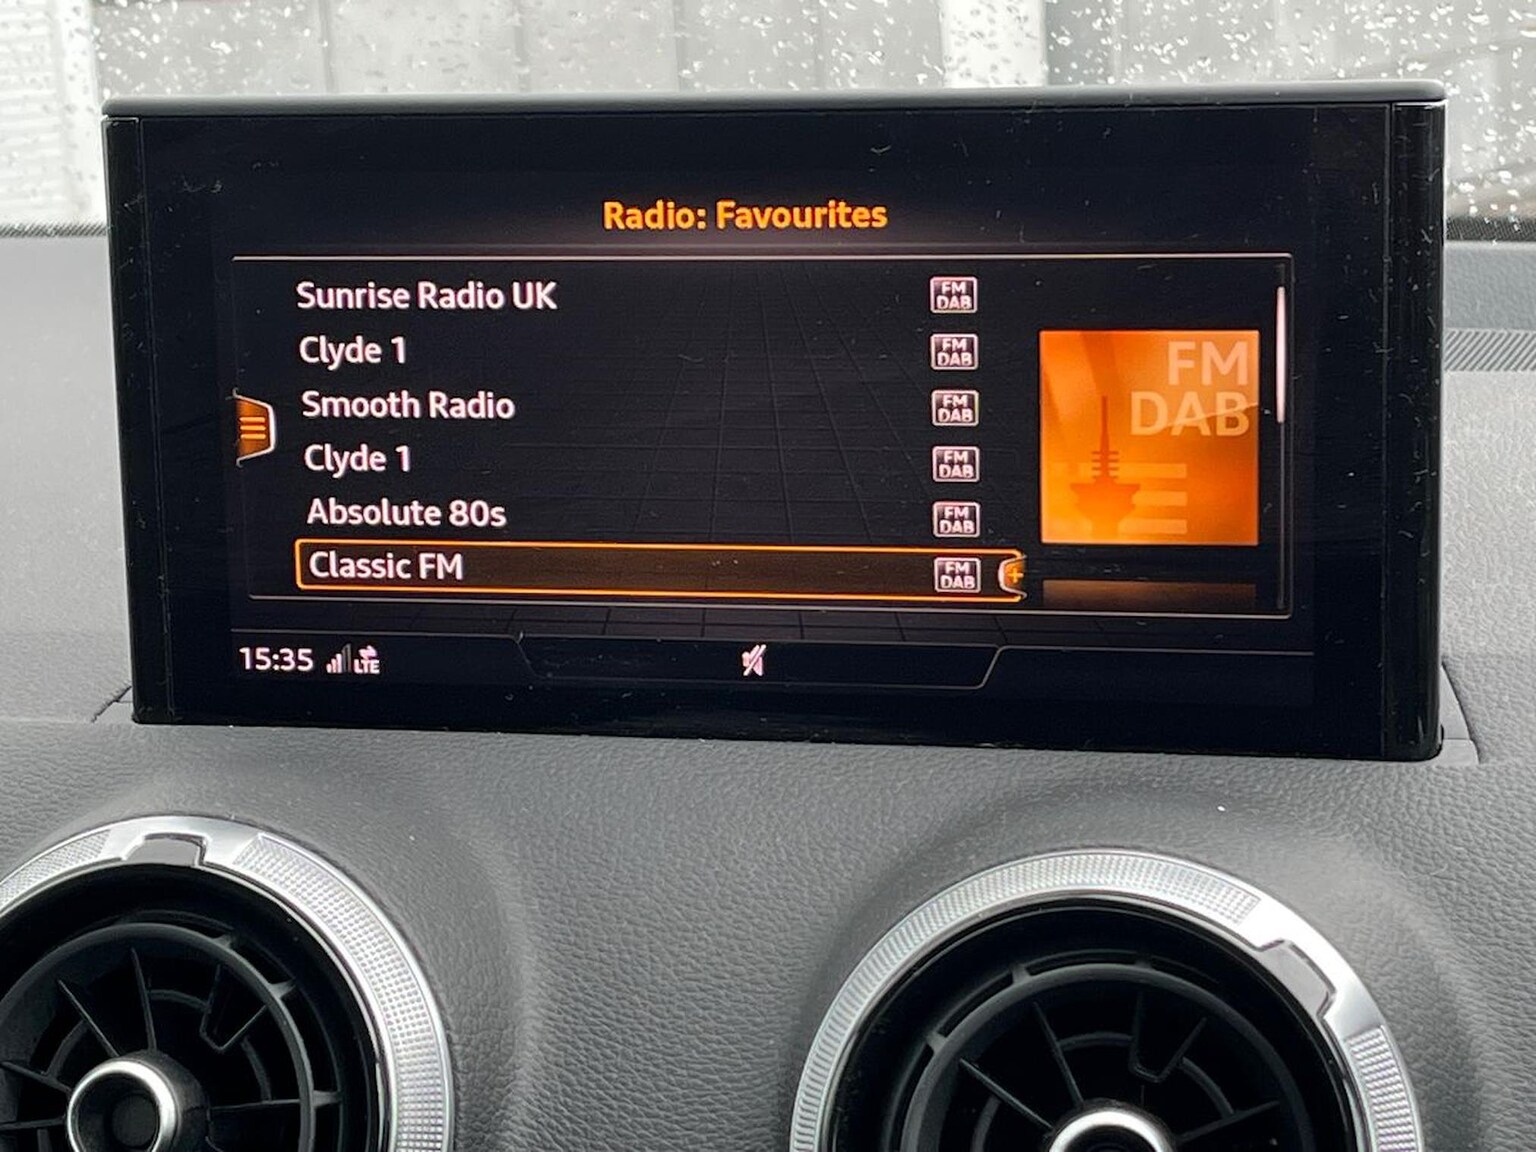 Radio: Favourites
Sunrise Radio UK FM DAB
Clyde 1 FM DAB
Smooth Radio FM DAB
Clyde 1 FM DAB
Absolute 80s FM DAB
Classic FM FM DAB
FM
DAB
15:35 LTE